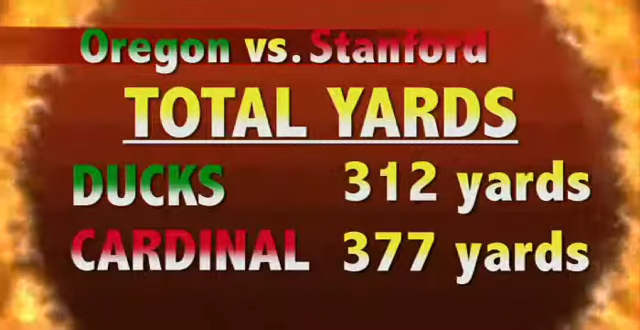 Oregon vs. Stanford
TOTAL YARDS
DUCKS 312 yards
CARDINAL 377 yards